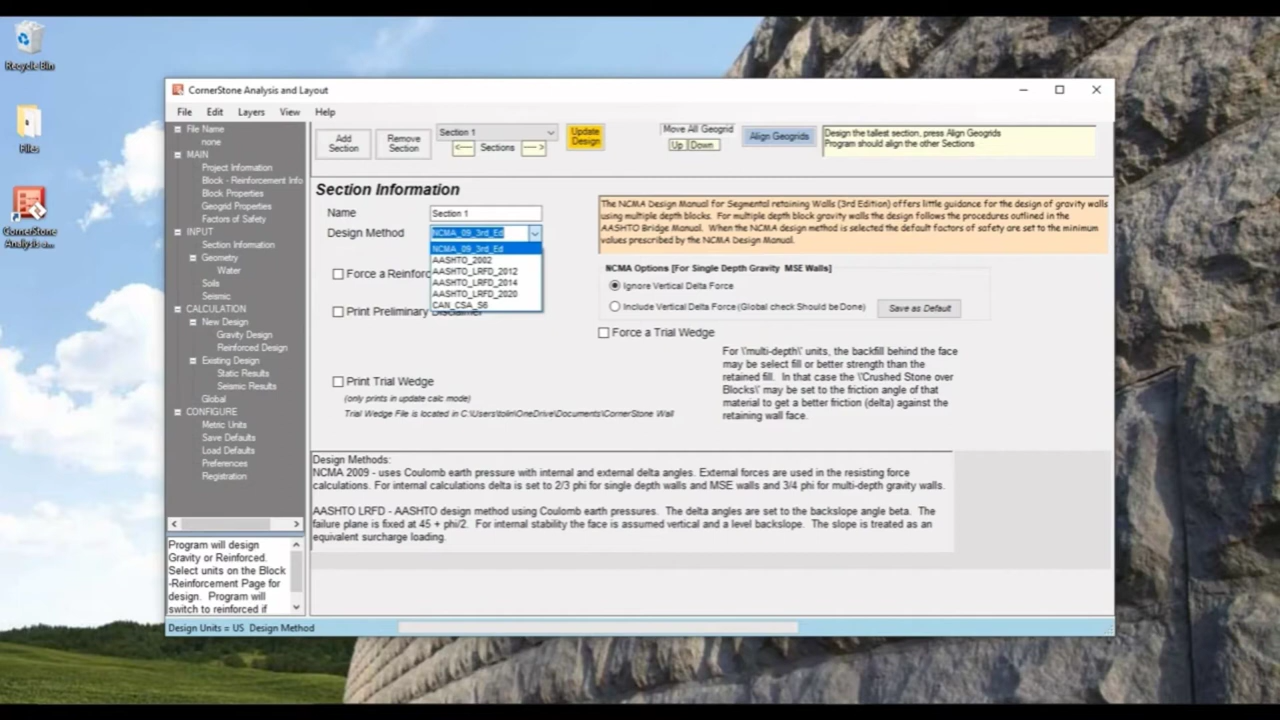 Recycle Bin
Files
CornerStone
Analysis a...
CornerStone Analysis and Layout
File Edit Layers View Help
File Name
none
MAIN
Project Information
Block - Reinforcement Info
Block Properties
Geogrid Properties
Factors of Safety
INPUT
Section Information
Geometry
Water
Soils
Seismic
CALCULATION
New Design
Gravity Design
Reinforced Design
Existing Design
Static Results
Seismic Results
Global
CONFIGURE
Metric Units
Save Defaults
Load Defaults
Preferences
Registration
Program will design
Gravity or Reinforced.
Select units on the Block
-Reinforcement Page for
design. Program will
switch to reinforced if
Add
Section
Remove
Section
Section 1
<---- Sections ---- >
Update
Design
Move All Geogrid
Up Down
Align Geogrids
Design the tallest section, press Align Geogrids
Program should align the other Sections
Section Information
Name Section 1
Design Method NCMA_09_3rd_Ed
NCMA_09_3rd_Ed
AASHTO_2002
AASHTO_LRFD_2012
AASHTO_LRFD_2014
AASHTO_LRFD_2020
CAN_CSA_S6
Force a Reinforc
Print Preliminary Disclaimer
Print Trial Wedge
(only prints in update calc mode)
Trial Wedge File is located in C:\Users\tolin\OneDrive\Documents\CornerStone Wall
The NCMA Design Manual for Segmental retaining Walls (3rd Edition) offers little guidance for the design of gravity walls
using multiple depth blocks. For multiple depth block gravity walls the design follows the procedures outlined in the
AASHTO Bridge Manual. When the NCMA design method is selected the default factors of safety are set to the minimum
values prescribed by the NCMA Design Manual.
NCMA Options [For Single Depth Gravity MSE Walls]
Ignore Vertical Delta Force
Include Vertical Delta Force (Global check Should be Done) Save as Default
Force a Trial Wedge
For \'multi-depth\' units, the backfill behind the face
may be select fill or better strength than the
retained fill. In that case the \'Crushed Stone over
Blocks\' may be set to the friction angle of that
material to get a better friction (delta) against the
retaining wall face.
Design Methods:
NCMA 2009 - uses Coulomb earth pressure with internal and external delta angles. External forces are used in the resisting force
calculations. For internal calculations delta is set to 2/3 phi for single depth walls and MSE walls and 3/4 phi for multi-depth gravity walls.
AASHTO LRFD - AASHTO design method using Coulomb earth pressures. The delta angles are set to the backslope angle beta. The
failure plane is fixed at 45 + phi/2. For internal stability the face is assumed vertical and a level backslope. The slope is treated as an
equivalent surcharge loading.
Design Units = US Design Method